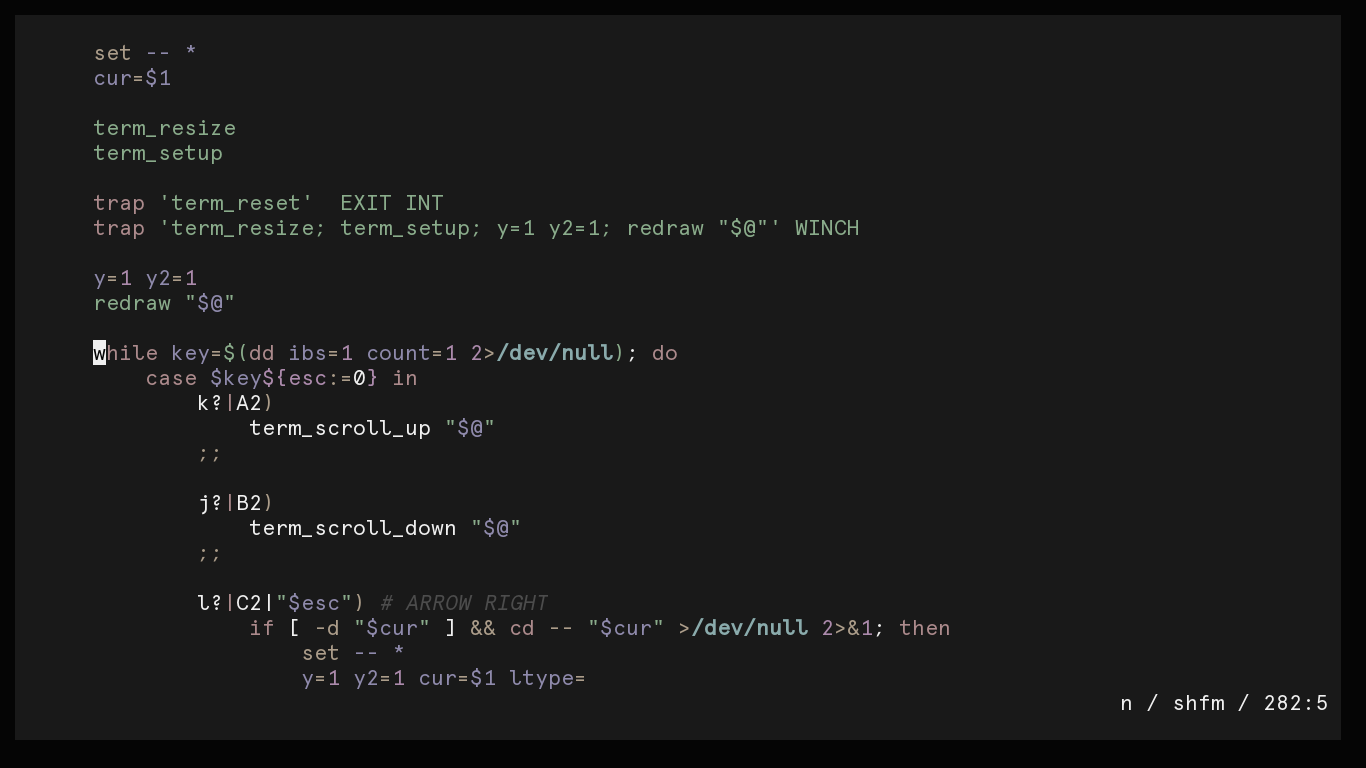 set -- *
cur=$1
term_resize
term_setup
trap 'term_reset'  EXIT INT
trap 'term_resize; term_setup; y=1 y2=1; redraw "$@"' WINCH
y=1 y2=1
redraw "$@"
while key=$(dd ibs=1 count=1 2>/dev/null); do
    case $key${esc:=0} in
        k?|A2)
            term_scroll_up "$@"
        ;;
        j?|B2)
            term_scroll_down "$@"
        ;;
        l?|C2|"$esc") # ARROW RIGHT
            if [ -d "$cur" ] && cd -- "$cur" >/dev/null 2>&1; then
                set -- *
                y=1 y2=1 cur=$1 ltype=
n / shfm / 282:5